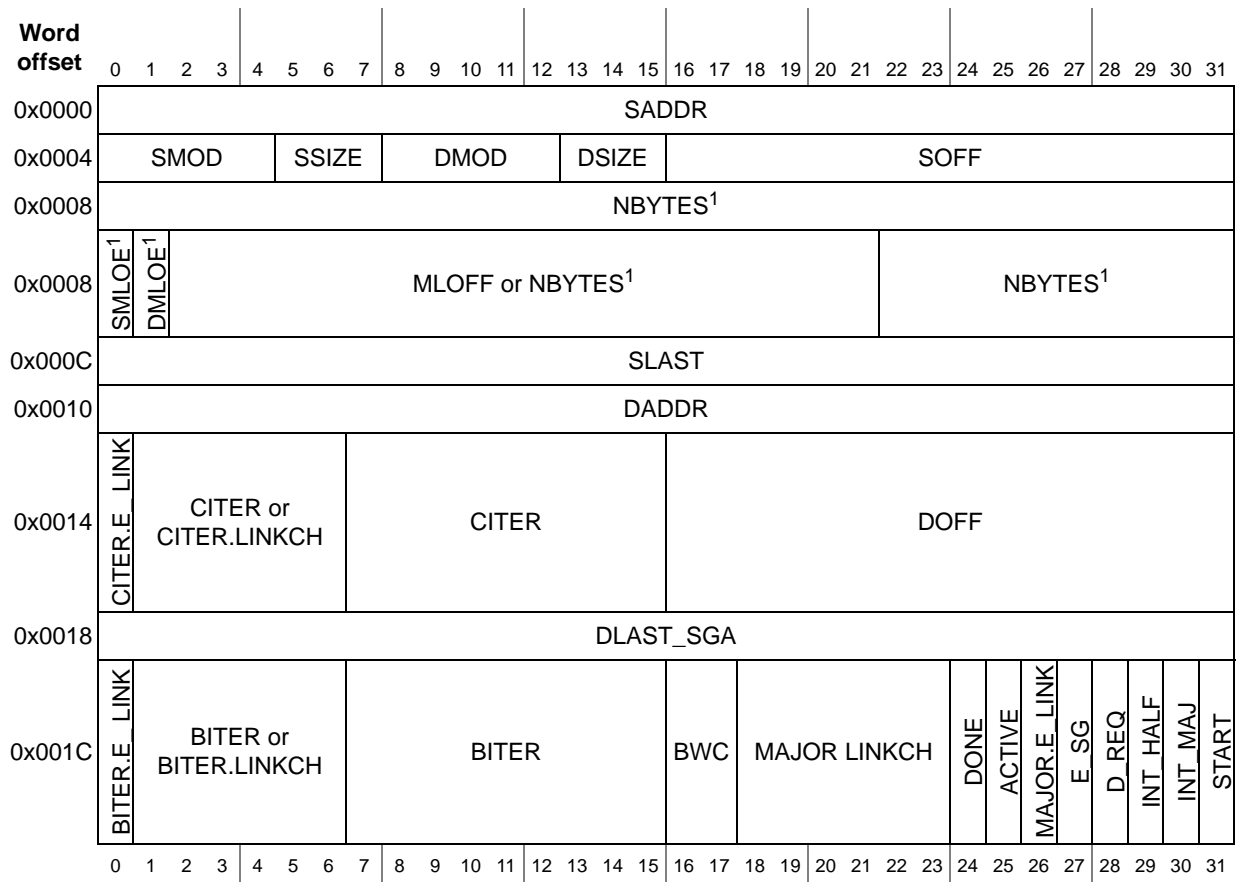 Word
offset 0 1 2 3 4 5 6 7 8 9 10 11 12 13 14 15 16 17 18 19 20 21 22 23 24 25 26 27 28 29 30 31
0x0000 SADDR
0x0004 SMOD SSIZE DMOD DSIZE SOFF
0x0008 NBYTES¹
0x0008 SMLOE¹ DMLOE¹ MLOFF or NBYTES¹ NBYTES¹
0x000C SLAST
0x0010 DADDR
0x0014 CITER.E_ LINK CITER or
CITER.LINKCH CITER DOFF
0x0018 DLAST_SGA
0x001C BITER.E_ LINK BITER or
BITER.LINKCH BITER BWC MAJOR LINKCH DONE ACTIVE MAJOR.E_LINK E_SG D_REQ INT_HALF INT_MAJ START
0 1 2 3 4 5 6 7 8 9 10 11 12 13 14 15 16 17 18 19 20 21 22 23 24 25 26 27 28 29 30 31